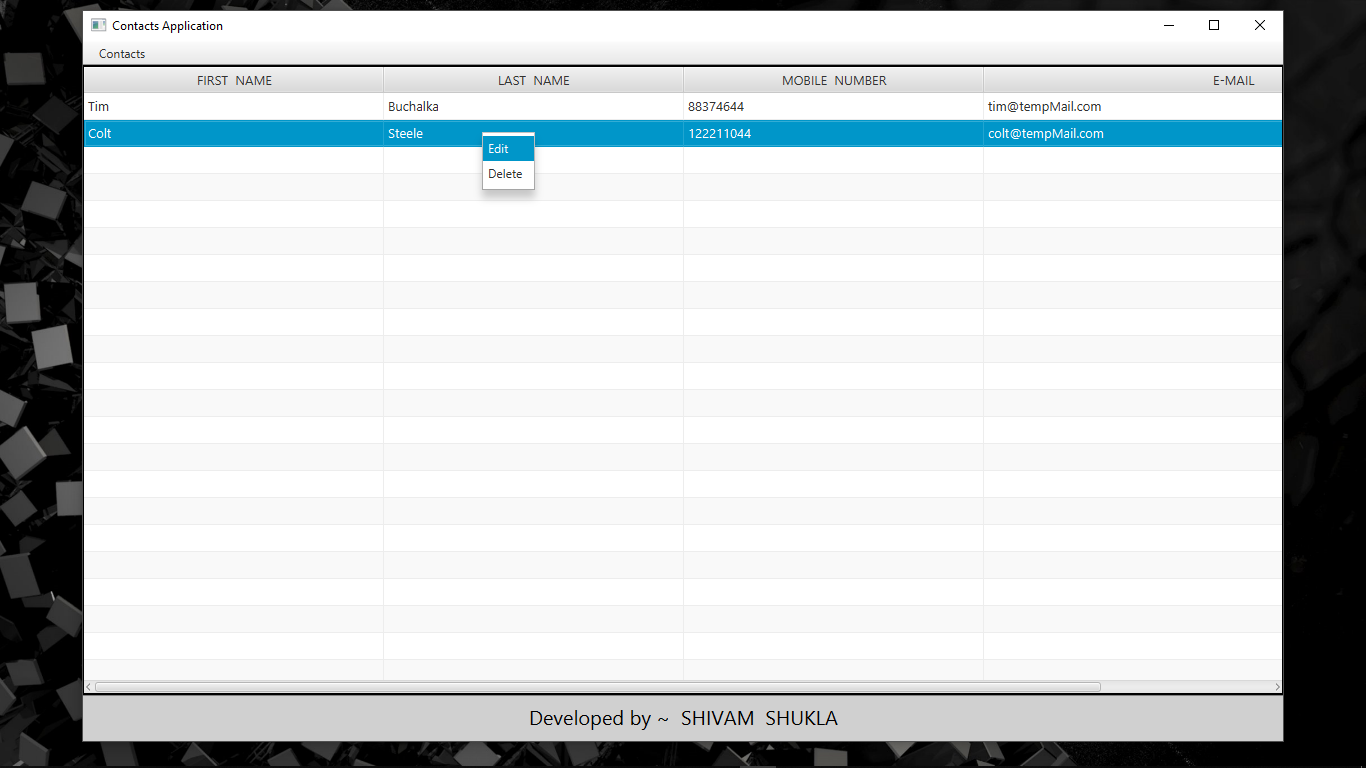 Contacts Application
Contacts
FIRST NAME LAST NAME MOBILE NUMBER E-MAIL
Tim Buchalka 88374644 tim@tempMail.com
Colt Steele 122211044 colt@tempMail.com
Edit
Delete
Developed by ~ SHIVAM SHUKLA